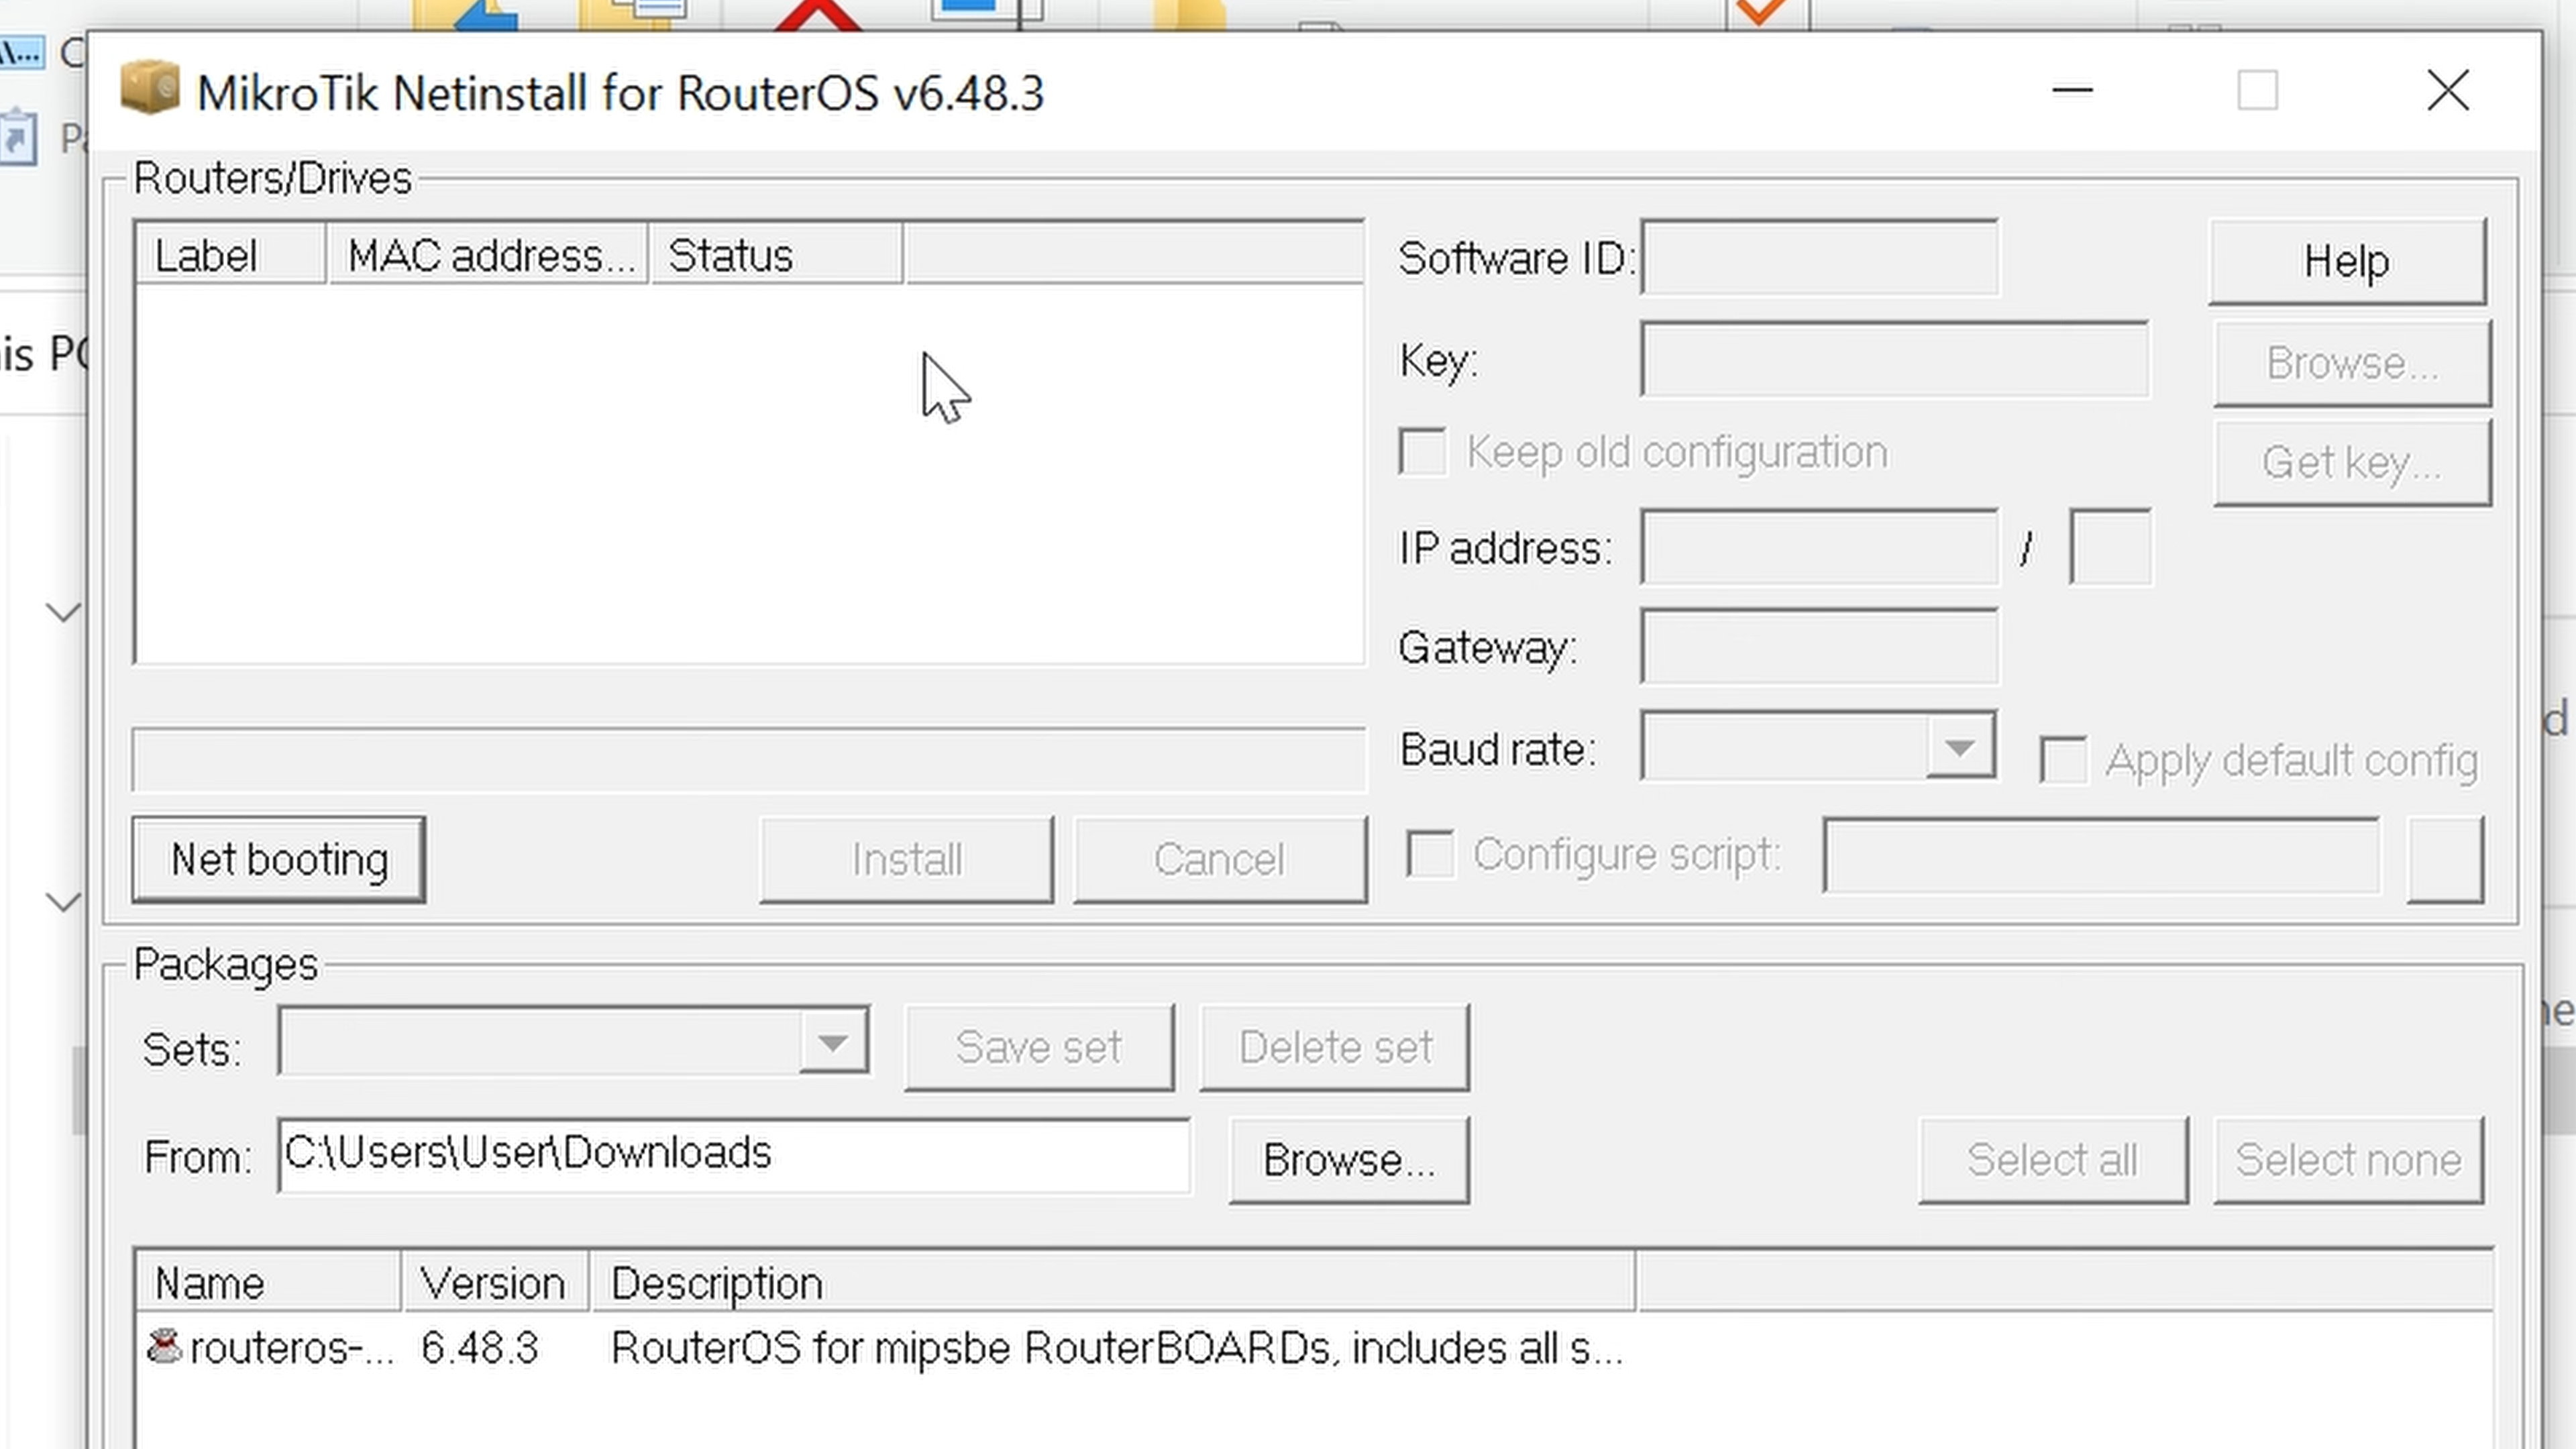 MikroTik Netinstall for RouterOS v6.48.3
Routers/Drives
Label MAC address... Status
Software ID:
Help
Key:
Browse...
Keep old configuration
Get key...
IP address: /
Gateway:
Baud rate:
Apply default config
Net booting Install Cancel
Configure script:
Packages
Sets: Save set Delete set
From: C:\Users\User\Downloads Browse... Select all Select none
Name Version Description
routeros-... 6.48.3 RouterOS for mipsbe RouterBOARDs, includes all s...